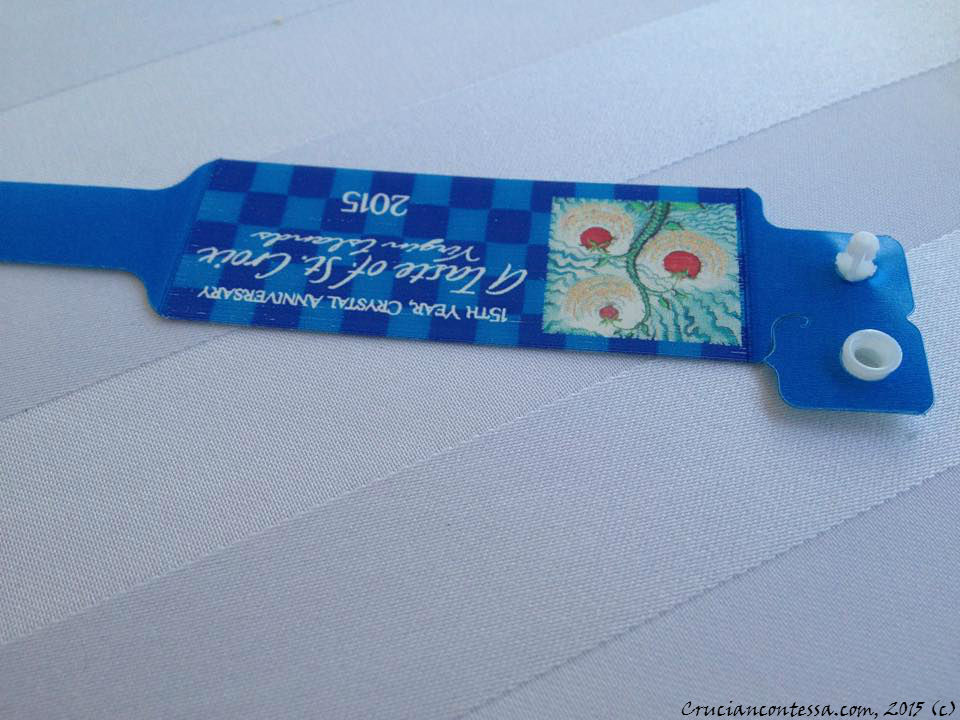 15TH YEAR, CRYSTAL ANNIVERSARY
A Taste of St. Croix
Virgin Islands
2015
Cruciancontessa.com, 2015 (c)